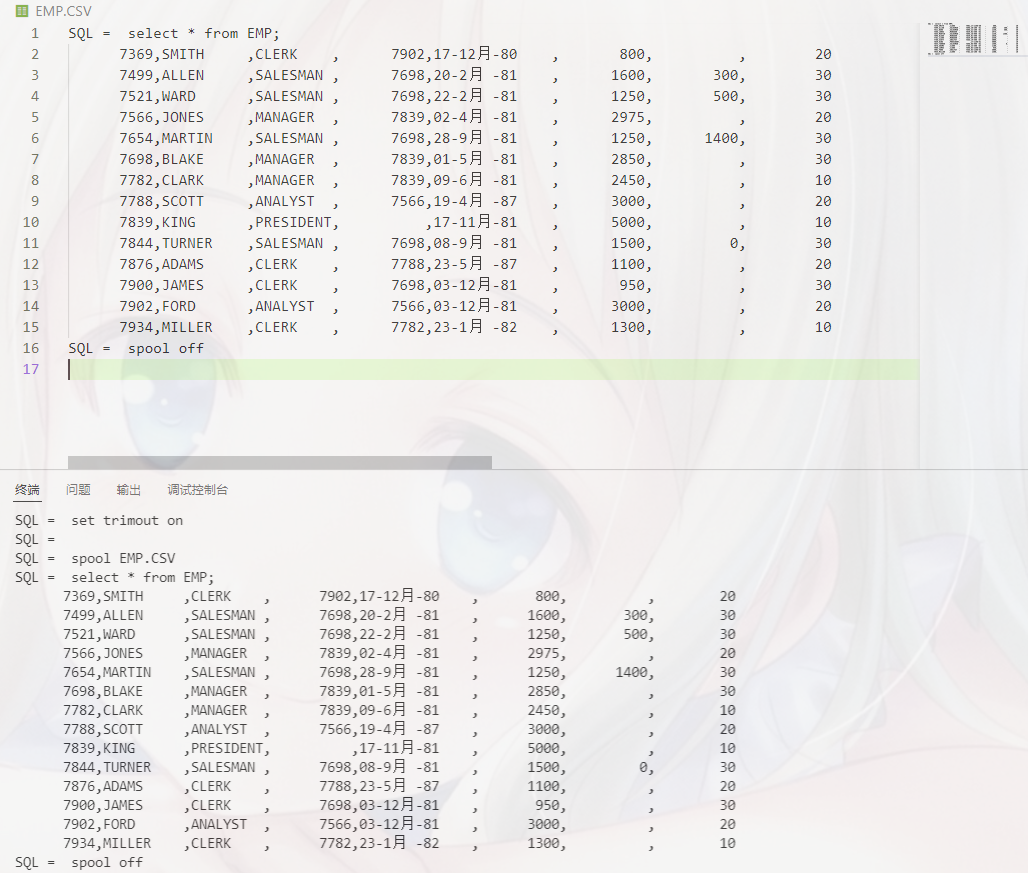 EMP.CSV
1 SQL = select * from EMP;
2 7369,SMITH ,CLERK , 7902,17-12月-80 , 800, , 20
3 7499,ALLEN ,SALESMAN , 7698,20-2月 -81 , 1600, 300, 30
4 7521,WARD ,SALESMAN , 7698,22-2月 -81 , 1250, 500, 30
5 7566,JONES ,MANAGER , 7839,02-4月 -81 , 2975, , 20
6 7654,MARTIN ,SALESMAN , 7698,28-9月 -81 , 1250, 1400, 30
7 7698,BLAKE ,MANAGER , 7839,01-5月 -81 , 2850, , 30
8 7782,CLARK ,MANAGER , 7839,09-6月 -81 , 2450, , 10
9 7788,SCOTT ,ANALYST , 7566,19-4月 -87 , 3000, , 20
10 7839,KING ,PRESIDENT, ,17-11月-81 , 5000, , 10
11 7844,TURNER ,SALESMAN , 7698,08-9月 -81 , 1500, 0, 30
12 7876,ADAMS ,CLERK , 7788,23-5月 -87 , 1100, , 20
13 7900,JAMES ,CLERK , 7698,03-12月-81 , 950, , 30
14 7902,FORD ,ANALYST , 7566,03-12月-81 , 3000, , 20
15 7934,MILLER ,CLERK , 7782,23-1月 -82 , 1300, , 10
16 SQL = spool off
17
终端 问题 输出 调试控制台
SQL = set trimout on
SQL =
SQL = spool EMP.CSV
SQL = select * from EMP;
7369,SMITH ,CLERK , 7902,17-12月-80 , 800, , 20
7499,ALLEN ,SALESMAN , 7698,20-2月 -81 , 1600, 300, 30
7521,WARD ,SALESMAN , 7698,22-2月 -81 , 1250, 500, 30
7566,JONES ,MANAGER , 7839,02-4月 -81 , 2975, , 20
7654,MARTIN ,SALESMAN , 7698,28-9月 -81 , 1250, 1400, 30
7698,BLAKE ,MANAGER , 7839,01-5月 -81 , 2850, , 30
7782,CLARK ,MANAGER , 7839,09-6月 -81 , 2450, , 10
7788,SCOTT ,ANALYST , 7566,19-4月 -87 , 3000, , 20
7839,KING ,PRESIDENT, ,17-11月-81 , 5000, , 10
7844,TURNER ,SALESMAN , 7698,08-9月 -81 , 1500, 0, 30
7876,ADAMS ,CLERK , 7788,23-5月 -87 , 1100, , 20
7900,JAMES ,CLERK , 7698,03-12月-81 , 950, , 30
7902,FORD ,ANALYST , 7566,03-12月-81 , 3000, , 20
7934,MILLER ,CLERK , 7782,23-1月 -82 , 1300, , 10
SQL = spool off